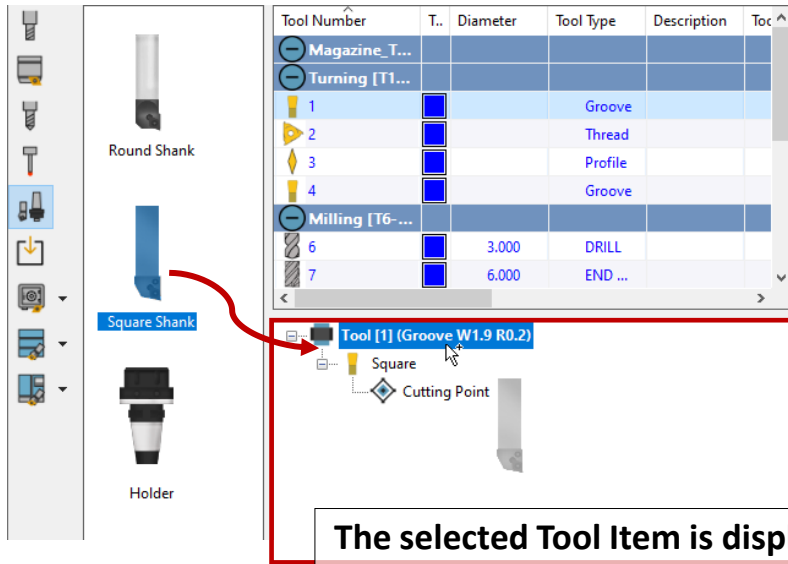 Round Shank
Square Shank
Holder
Tool Number T.. Diameter Tool Type Description
Magazine_T...
Turning [T1...
1 Groove
2 Thread
3 Profile
4 Groove
Milling [T6-...
6 3.000 DRILL
7 6.000 END ...
Tool [1] (Groove W1.9 R0.2)
Square
Cutting Point
The selected Tool Item is disp